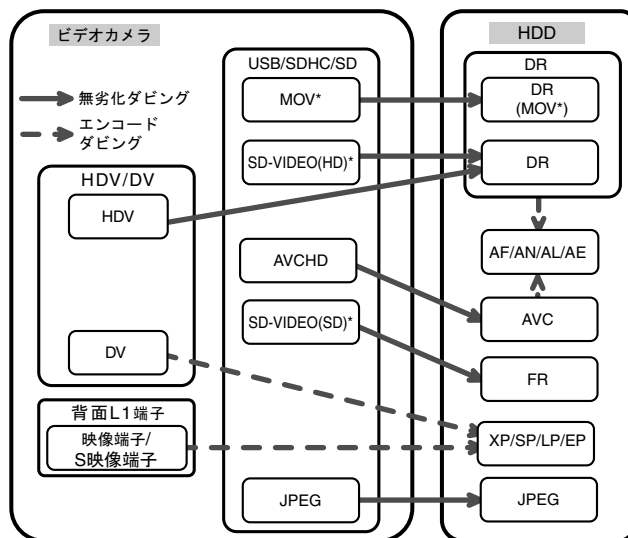 ビデオカメラ
無劣化ダビング
エンコード
ダビング
HDV/DV
HDV
DV
背面L1端子
映像端子/
S映像端子
USB/SDHC/SD
MOV*
SD-VIDEO(HD)*
AVCHD
SD-VIDEO(SD)*
JPEG
HDD
DR
DR
(MOV*)
DR
AF/AN/AL/AE
AVC
FR
XP/SP/LP/EP
JPEG